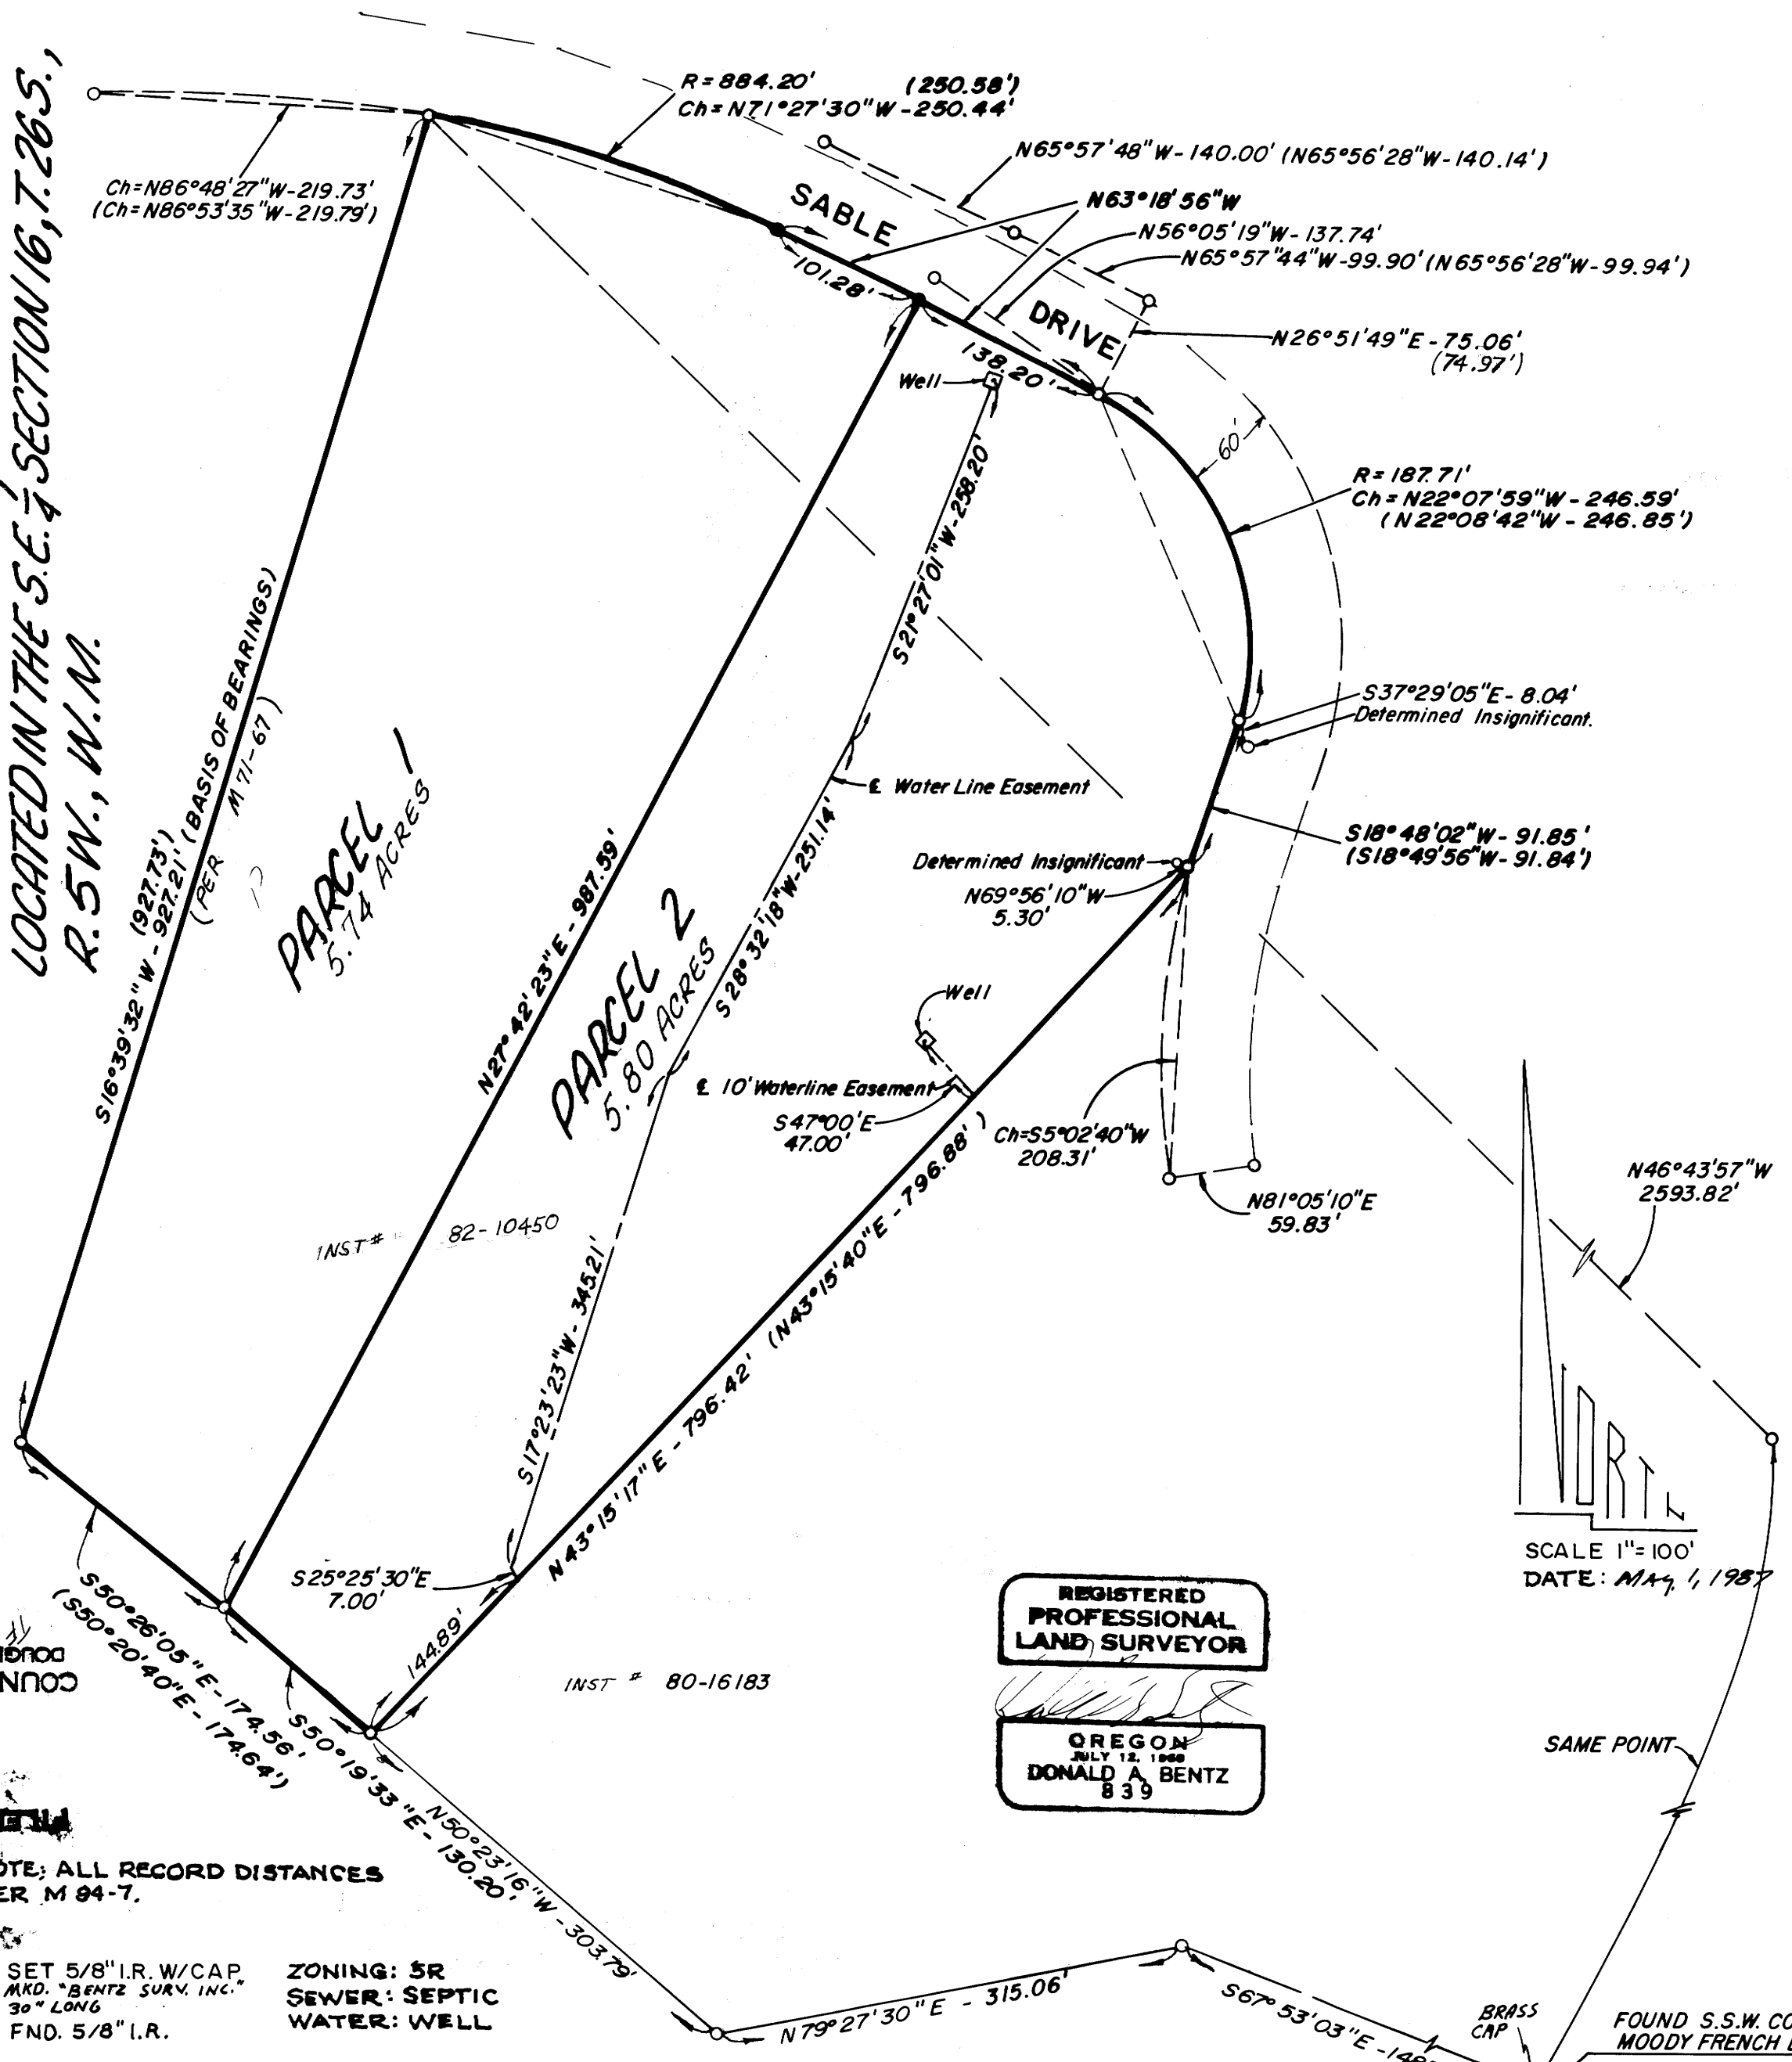 LOCATED IN THE S.E. 1/4 SECTION 16, T. 26 S.,
R. 5 W., W.M.
R = 884.20' (250.58')
Ch = N71°27'30"W - 250.44'
Ch=N86°48'27"W-219.73'
(Ch=N86°53'35"W-219.79')
N65°57'48"W-140.00' (N65°56'28"W-140.14')
N63°18'56"W
N56°05'19"W-137.74'
N65°57"44"W-99.90' (N65°56'28"W-99.94')
SABLE
DRIVE
101.28'
138.20'
N26°51'49"E-75.06'
(74.97')
Well
60'
R = 187.71'
Ch = N22°07'59"W - 246.59'
(N22°08'42"W - 246.85')
S21°27'01"W-258.20'
S37°29'05"E-8.04'
Determined Insignificant.
₵ Water Line Easement
S18°48'02"W-91.85'
(S18°49'56"W-91.84')
Determined Insignificant
N69°56'10"W
5.30'
(927.73')
S16°39'32"W-927.21' (BASIS OF BEARINGS)
(PER M71-67)
PARCEL 1
5.74 ACRES
N27°42'23"E - 987.59'
PARCEL 2
5.80 ACRES
S28°32'18"W-251.14'
Well
₵ 10' Waterline Easement
S47°00'E
47.00'
Ch=S5°02'40"W
208.31'
N81°05'10"E
59.83'
N46°43'57"W
2593.82'
INST # 82-10450
S17°23'23"W - 345.21'
N43°15'17"E - 796.42' (N43°15'40"E - 796.88')
S25°25'30"E
7.00'
144.89'
INST # 80-16183
NORTH
SCALE 1"=100'
DATE: MAY 1, 1987
REGISTERED
PROFESSIONAL
LAND SURVEYOR
OREGON
JULY 12, 1968
DONALD A. BENTZ
839
S50°26'05"E - 174.56'
(S50°20'40"E - 174.64')
S50°19'33"E - 130.20'
N50°23'16"W - 303.79'
SAME POINT
OTE; ALL RECORD DISTANCES
ER M 84-7.
SET 5/8" I.R. W/CAP
MKD. "BENTZ SURV. INC."
30" LONG
FND. 5/8" I.R.
ZONING: SR
SEWER: SEPTIC
WATER: WELL
N79°27'30"E - 315.06'
S67°53'03"E -
BRASS
CAP
FOUND S.S.W. CO
MOODY FRENCH